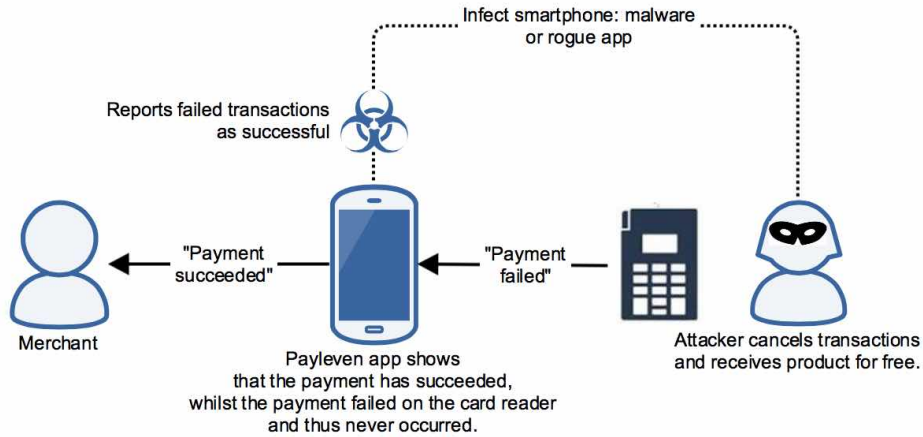 Infect smartphone: malware
or rogue app
Reports failed transactions
as successful
"Payment
succeeded"
"Payment
failed"
Merchant
Payleven app shows
that the payment has succeeded,
whilst the payment failed on the card reader
and thus never occurred.
Attacker cancels transactions
and receives product for free.